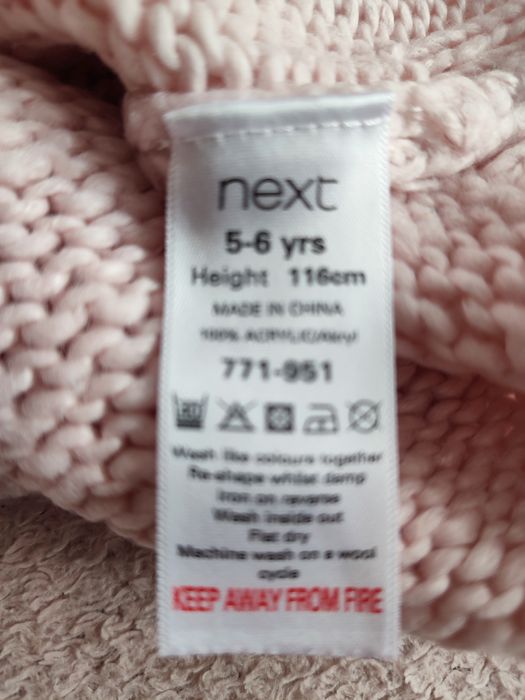 next
5-6 yrs
Height 116cm
MADE IN CHINA
100% ACRYLIC/Akryl
771-951
Wash like colours together
Re-shape whilst damp
Iron on reverse
Wash inside out
Flat dry
Machine wash on a wool
cycle
KEEP AWAY FROM FIRE